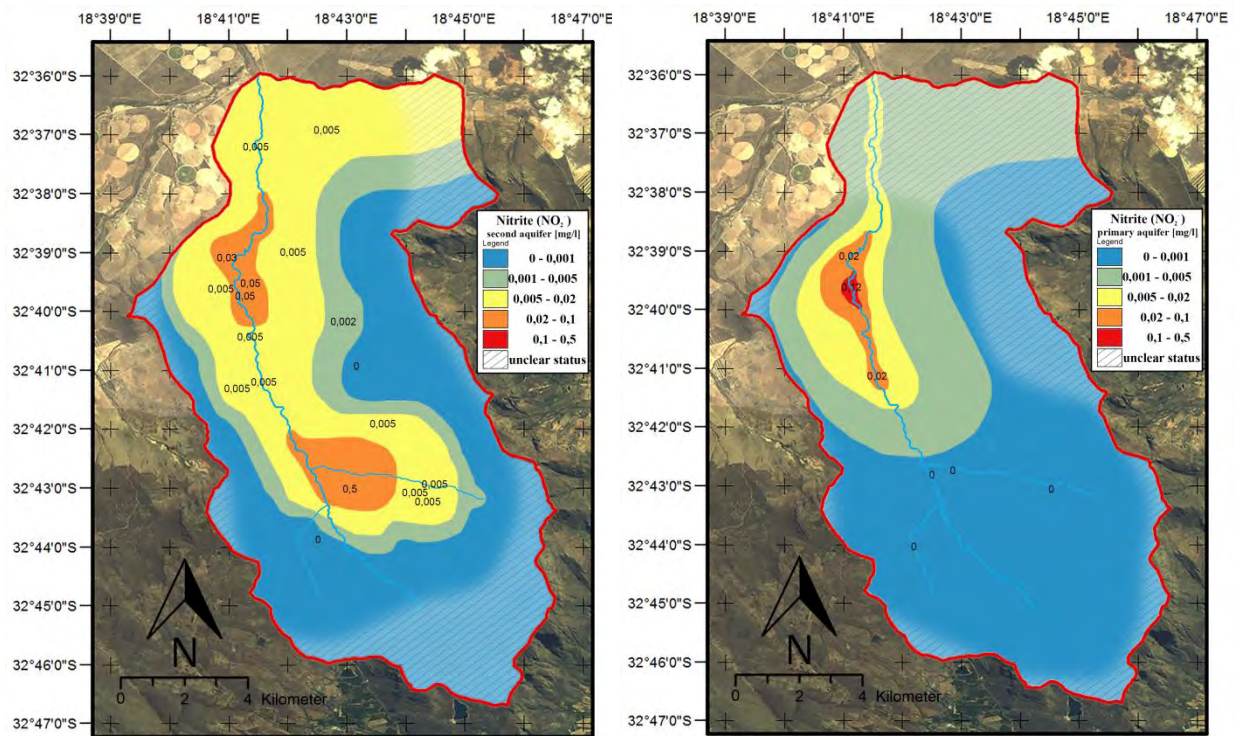 18°39'0"E 18°41'0"E 18°43'0"E 18°45'0"E 18°47'0"E
32°36'0"S
32°37'0"S
32°38'0"S
32°39'0"S
32°40'0"S
32°41'0"S
32°42'0"S
32°43'0"S
32°44'0"S
32°45'0"S
32°46'0"S
32°47'0"S
0,005
0,005
0,03
0,005
0,05
0,005
0,05
0,002
0,005
0
0,005
0,005
0,005
0,5
0,005
0,005
0,005
0
Nitrite (NO2-)
second aquifer [mg/l]
Legend
0 - 0,001
0,001 - 0,005
0,005 - 0,02
0,02 - 0,1
0,1 - 0,5
unclear status
N
0 2 4
Kilometer
18°39'0"E 18°41'0"E 18°43'0"E 18°45'0"E 18°47'0"E
32°36'0"S
32°37'0"S
32°38'0"S
32°39'0"S
32°40'0"S
32°41'0"S
32°42'0"S
32°43'0"S
32°44'0"S
32°45'0"S
32°46'0"S
32°47'0"S
0,02
0,12
0,02
0
0
0
0
Nitrite (NO2-)
primary aquifer [mg/l]
Legend
0 - 0,001
0,001 - 0,005
0,005 - 0,02
0,02 - 0,1
0,1 - 0,5
unclear status
N
0 2 4
Kilometer